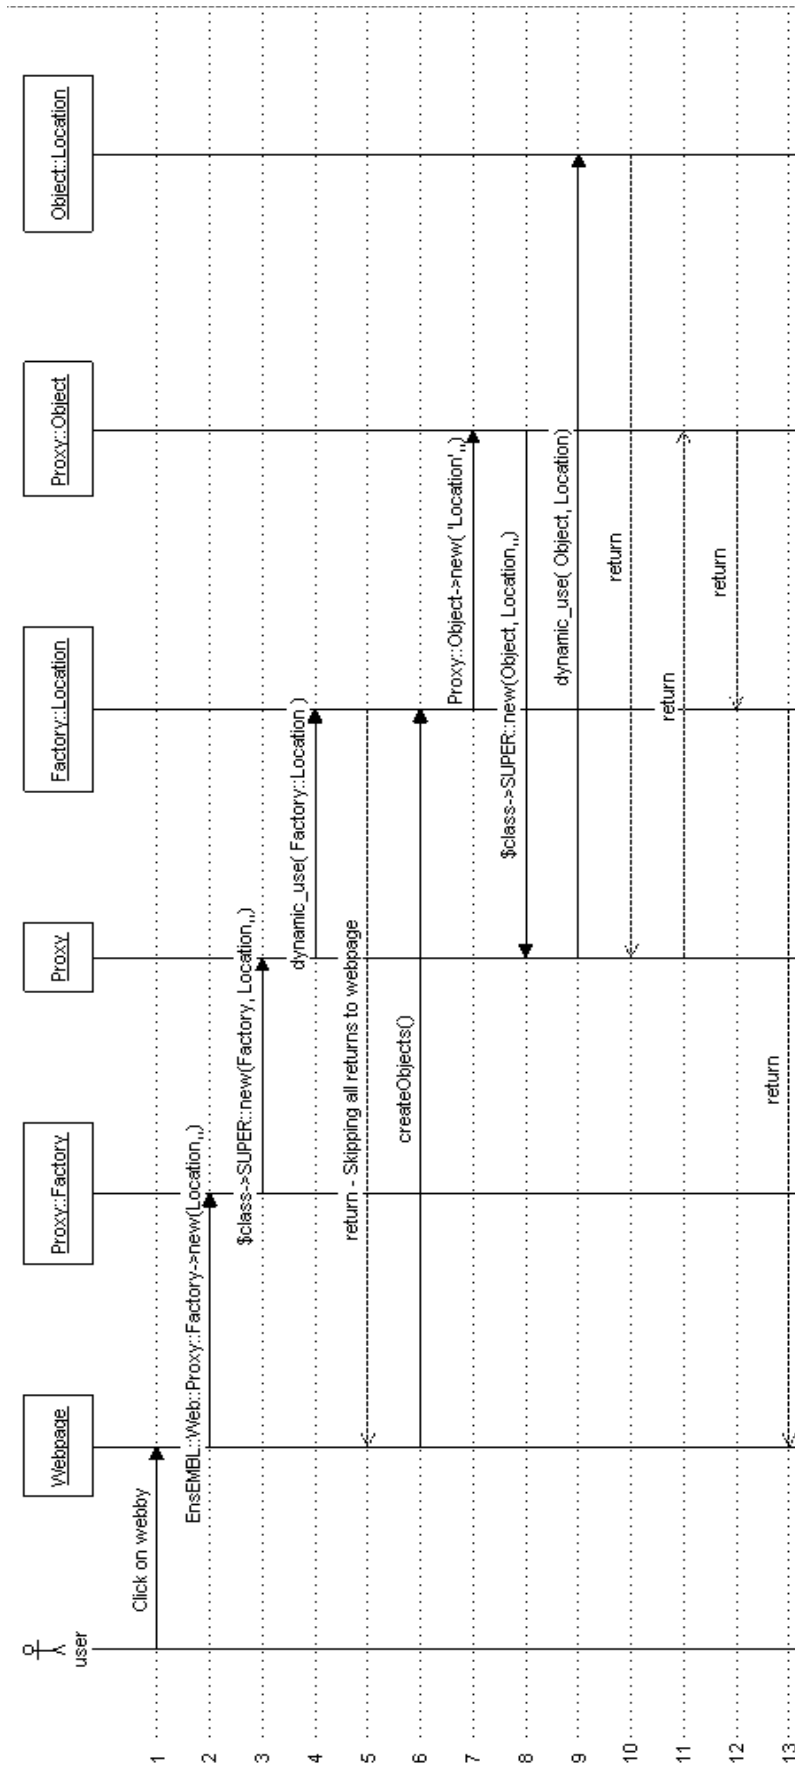 user
Webpage
Proxy::Factory
Proxy
Factory::Location
Proxy::Object
Object::Location
1
Click on webby
2
EnsEMBL::Web::Proxy::Factory->new(Location,,)
3
$class->SUPER::new(Factory, Location,,)
4
dynamic_use( Factory::Location )
5
return - Skipping all returns to webpage
6
createObjects()
7
Proxy::Object->new( 'Location',,)
8
$class->SUPER::new(Object, Location,,)
9
dynamic_use( Object, Location)
10
return
11
return
12
return
13
return